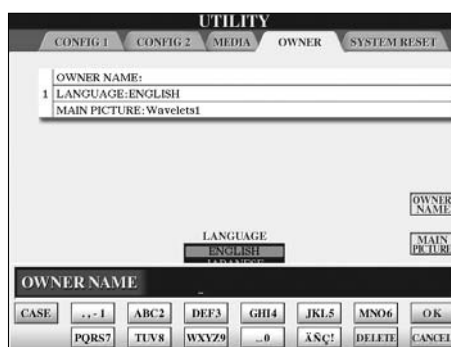 UTILITY
CONFIG 1 CONFIG 2 MEDIA OWNER SYSTEM RESET
OWNER NAME:
1 LANGUAGE:ENGLISH
MAIN PICTURE:Wavelets1
OWNER
NAME
LANGUAGE
ENGLISH
JAPANESE
MAIN
PICTURE
OWNER NAME _
CASE .,-1 ABC2 DEF3 GHI4 JKL5 MNO6 OK
PQRS7 TUV8 WXYZ9 _0 ÄÑÇ! DELETE CANCEL